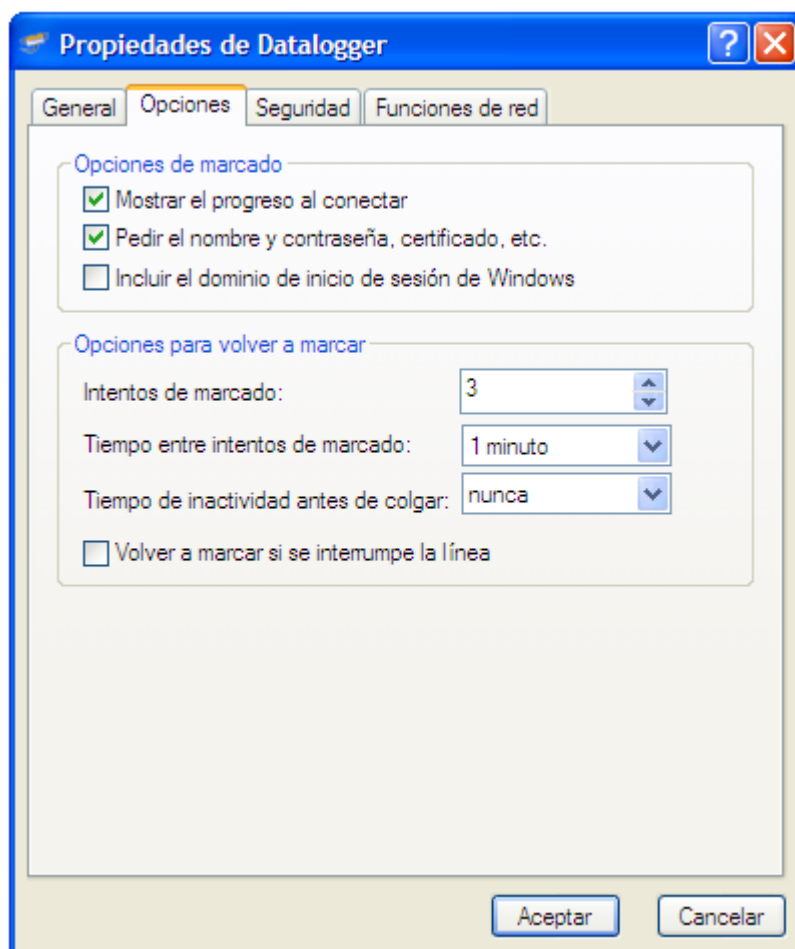 Propiedades de Datalogger
General Opciones Seguridad Funciones de red
Opciones de marcado
Mostrar el progreso al conectar
Pedir el nombre y contraseña, certificado, etc.
Incluir el dominio de inicio de sesión de Windows
Opciones para volver a marcar
Intentos de marcado: 3
Tiempo entre intentos de marcado: 1 minuto
Tiempo de inactividad antes de colgar: nunca
Volver a marcar si se interrumpe la línea
Aceptar Cancelar